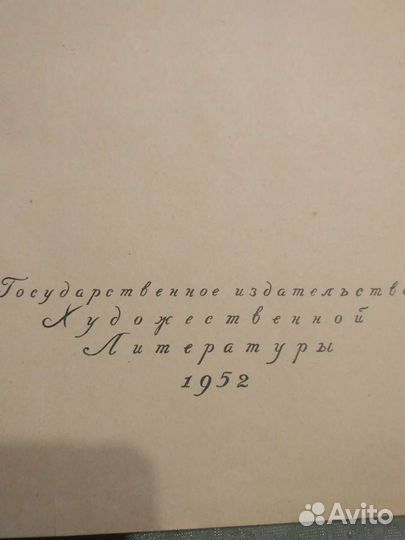 Государственное издательство
Художественной
Литературы
1952
Avito